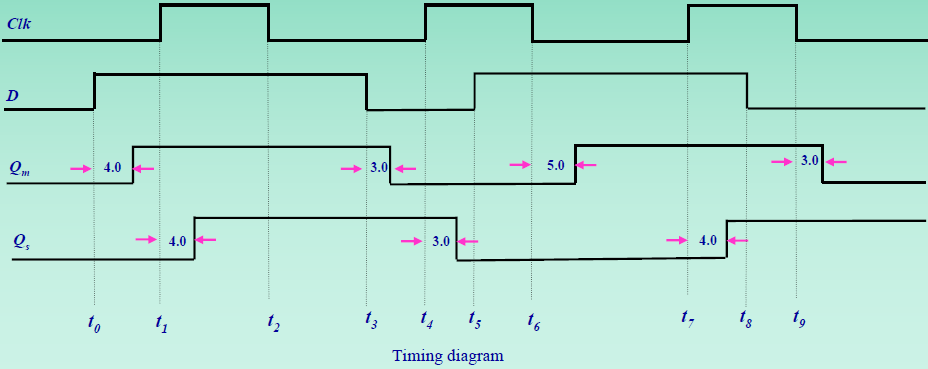 Clk
D
Qm 4.0 3.0 5.0 3.0
Qs 4.0 3.0 4.0
t0 t1 t2 t3 t4 t5 t6 t7 t8 t9
Timing diagram